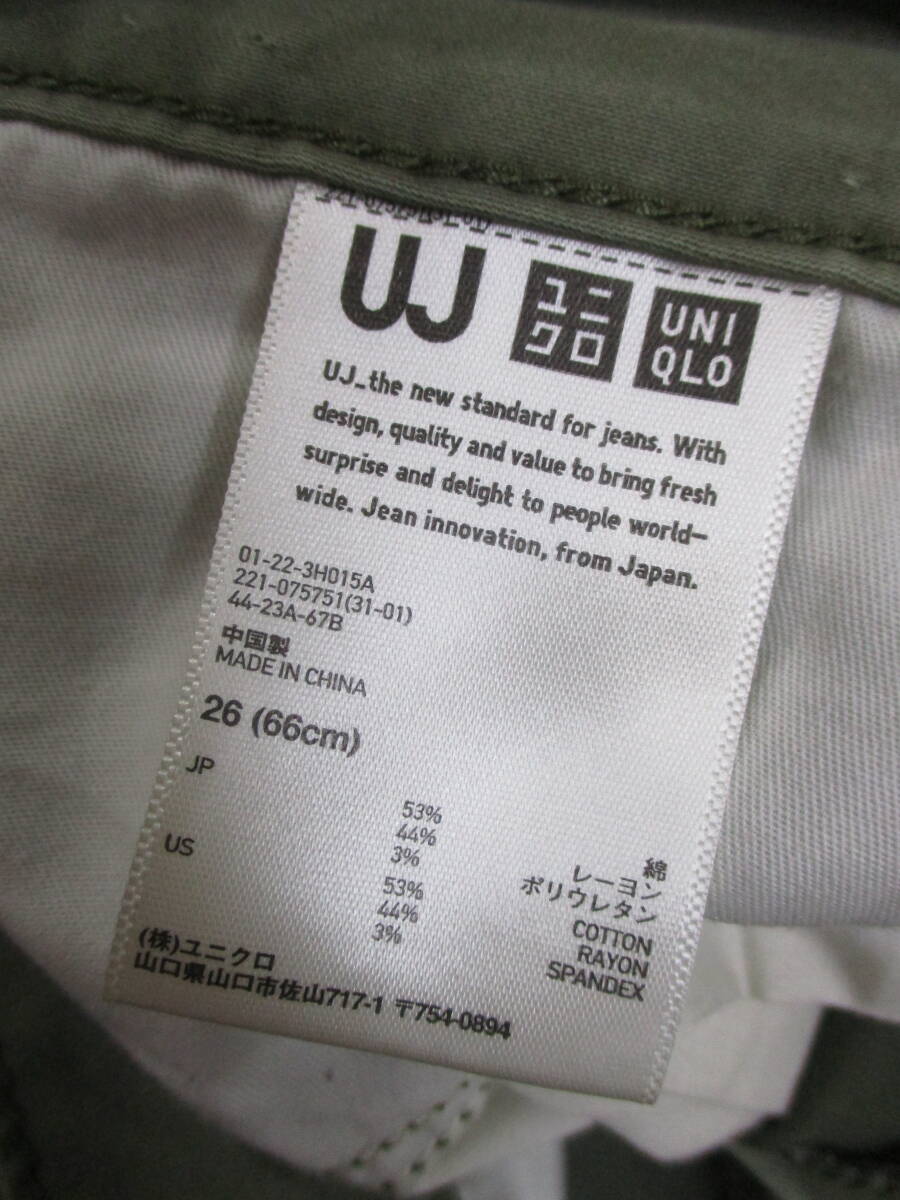 UJ
ユニ
クロ
UNI
QLO
UJ_the new standard for jeans. With
design, quality and value to bring fresh
surprise and delight to people world-
wide. Jean innovation, from Japan.
01-22-3H015A
221-075751(31-01)
44-23A-67B
中国製
MADE IN CHINA
26 (66cm)
JP
53% 綿
44% レーヨン
3% ポリウレタン
US
53% COTTON
44% RAYON
3% SPANDEX
(株)ユニクロ
山口県山口市佐山717-1 〒754-0894